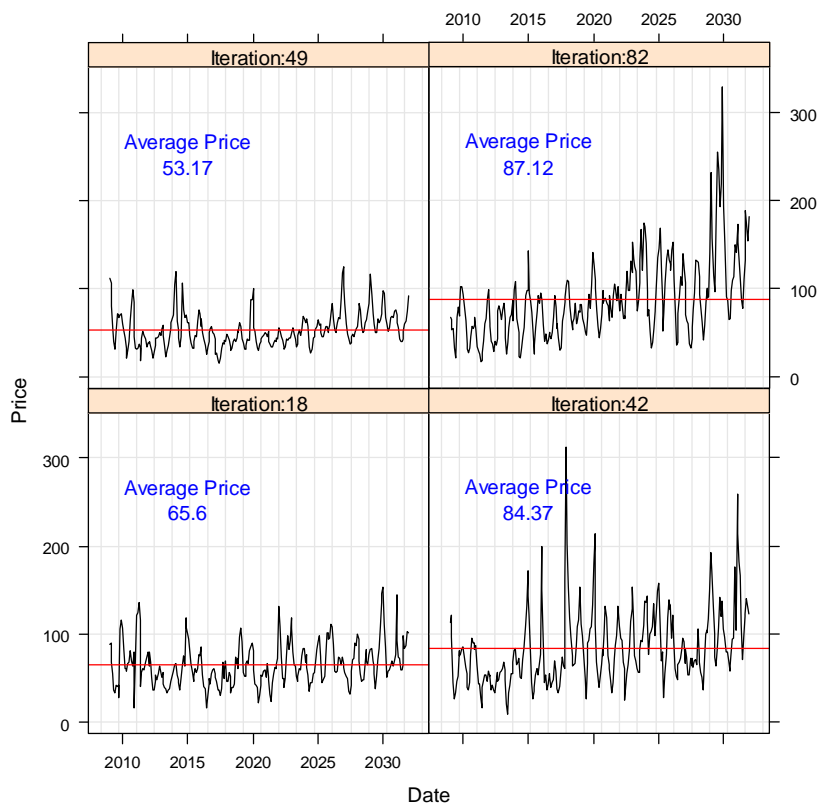 2010 2015 2020 2025 2030
Iteration:49
Iteration:82
Average Price
53.17
Average Price
87.12
300
200
100
0
Price
Iteration:18
Iteration:42
300
200
100
0
Average Price
65.6
Average Price
84.37
2010 2015 2020 2025 2030
Date